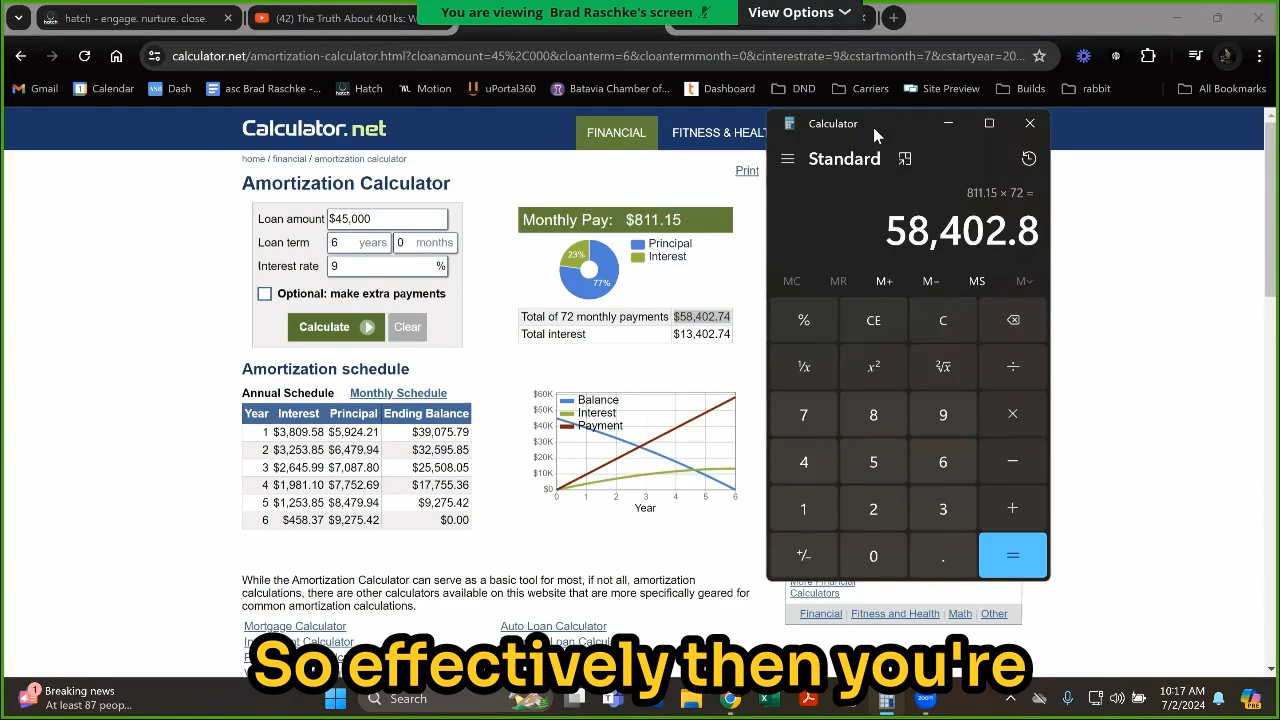 You are viewing Brad Raschke's screen
View Options
hatch - engage. nurture. close.
(42) The Truth About 401ks: W
calculator.net/amortization-calculator.html?cloanamount=45%2C000&cloanterm=6&cloantermmonth=0&cinterestrate=9&cstartmonth=7&cstartyear=20...
Gmail
Calendar
Dash
asc Brad Raschke -...
Hatch
Motion
uPortal360
Batavia Chamber of...
Dashboard
DND
Carriers
Site Preview
Builds
rabbit
All Bookmarks
Calculator.net
FINANCIAL
FITNESS & HEALT
home / financial / amortization calculator
Amortization Calculator
Print
Loan amount $45,000
Loan term 6 years 0 months
Interest rate 9 %
Optional: make extra payments
Calculate
Clear
Monthly Pay: $811.15
23%
77%
Principal
Interest
Total of 72 monthly payments $58,402.74
Total interest $13,402.74
Amortization schedule
Annual Schedule Monthly Schedule
Year Interest Principal Ending Balance
1 $3,809.58 $5,924.21 $39,075.79
2 $3,253.85 $6,479.94 $32,595.85
3 $2,645.99 $7,087.80 $25,508.05
4 $1,981.10 $7,752.69 $17,755.36
5 $1,253.85 $8,479.94 $9,275.42
6 $458.37 $9,275.42 $0.00
$60K
$50K
$40K
$30K
$20K
$10K
$0
Balance
Interest
Payment
0 1 2 3 4 5 6
Year
Calculator
Standard
811.15 × 72 =
58,402.8
MC MR M+ M− MS M
% CE C
¹/x x² ²√x ÷
7 8 9 ×
4 5 6 −
1 2 3 +
+/− 0 . =
While the Amortization Calculator can serve as a basic tool for most, if not all, amortization
calculations, there are other calculators available on this website that are more specifically geared for
common amortization calculations.
Mortgage Calculator
Auto Loan Calculator
More Financial
Calculators
Financial Fitness and Health Math Other
So effectively then you're
1
Breaking news
At least 87 peop...
Search
zoom
10:17 AM
7/2/2024
PRE